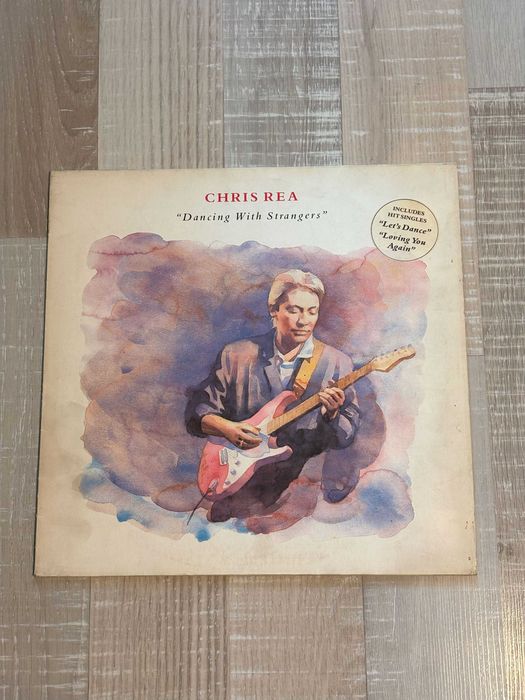 CHRIS REA
"Dancing With Strangers"
INCLUDES
HIT SINGLES
"Let's Dance"
"Loving You
Again"